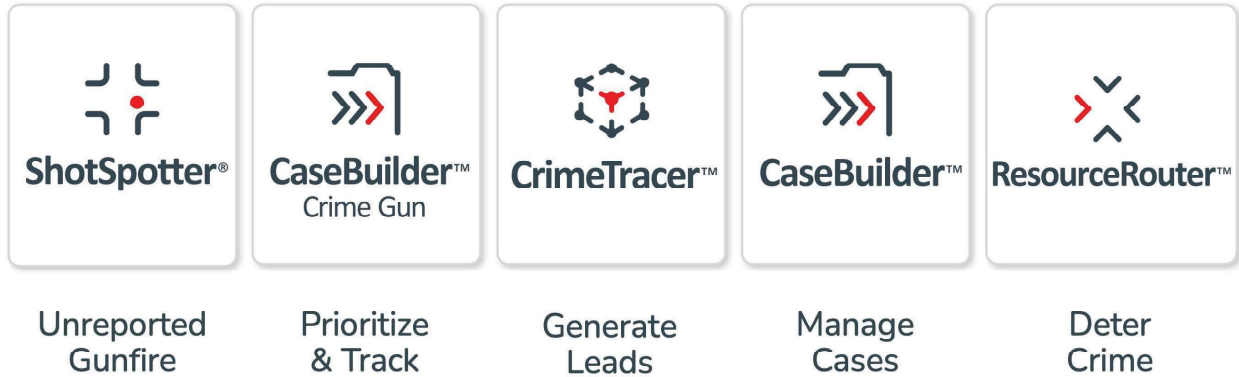 ShotSpotter®
CaseBuilder™
Crime Gun
CrimeTracer™
CaseBuilder™
ResourceRouter™
Unreported
Gunfire
Prioritize
& Track
Generate
Leads
Manage
Cases
Deter
Crime